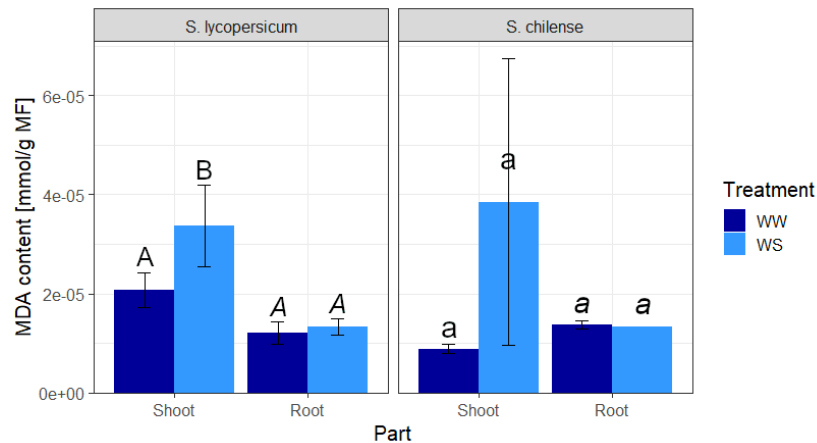 S. lycopersicum
S. chilense
MDA content [mmol/g MF]
6e-05
4e-05
2e-05
0e+00
A
B
A
A
a
a
a
a
Shoot
Root
Shoot
Root
Part
Treatment
WW
WS